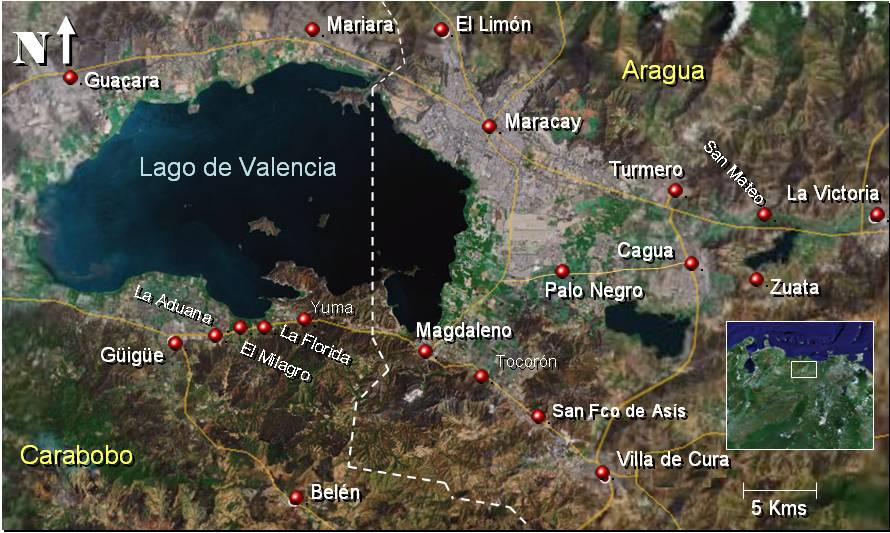 N
Mariara
El Limón
Guacara
Aragua
Maracay
Lago de Valencia
Turmero
San Mateo
La Victoria
Cagua
Palo Negro
Zuata
La Aduana
Yuma
Güigüe
El Milagro
La Florida
Magdaleno
Tocorón
San Fco de Asís
Carabobo
Villa de Cura
Belén
5 Kms